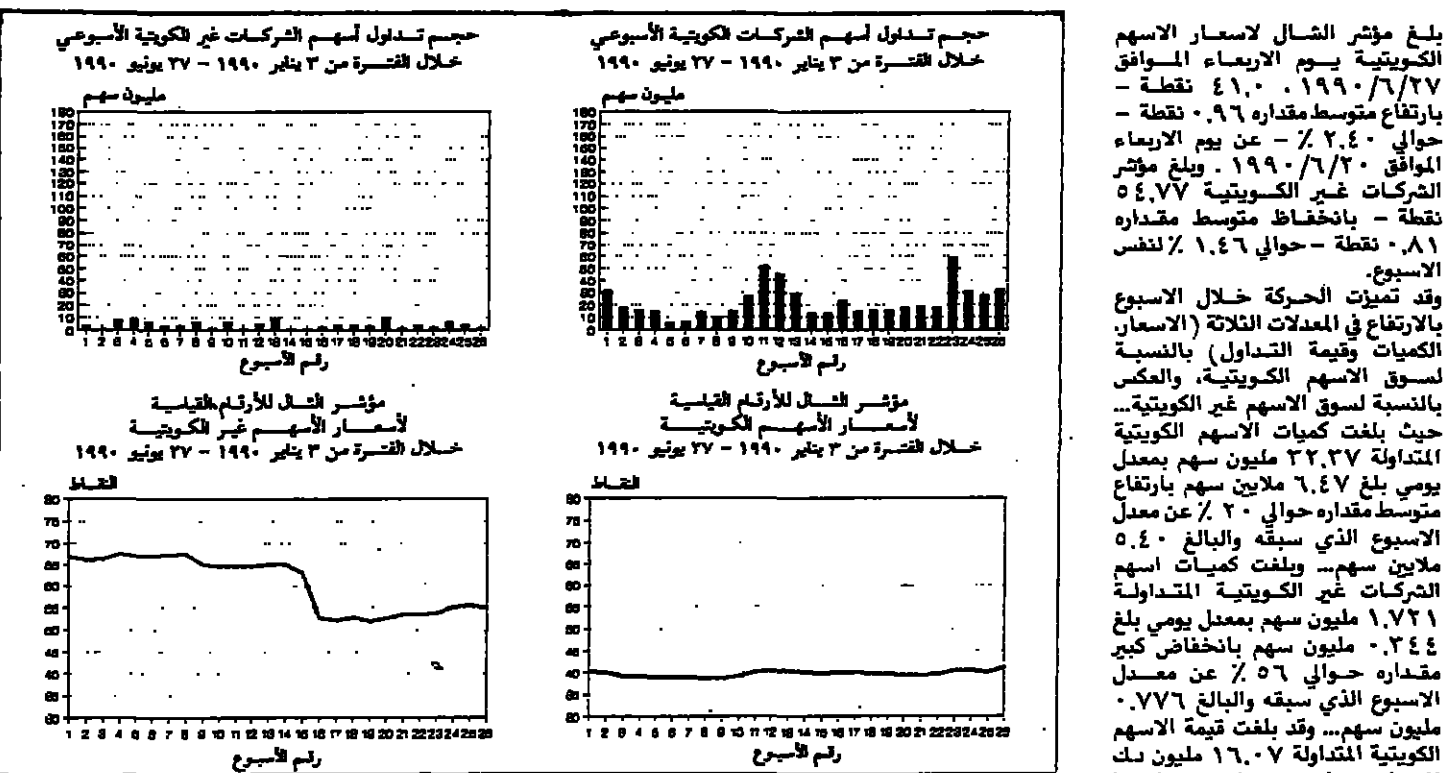 بلغ مؤشر الشال لاسعار الاسهم
الكويتية يوم الاربعاء الموافق
١٩٩٠/٦/٢٧ ، ٤١,٠ نقطة –
بارتفاع متوسط مقداره ٠,٩٦ نقطة –
حوالي ٢,٤٠ ٪ – عن يوم الاربعاء
الموافق ١٩٩٠/٦/٢٠ . وبلغ مؤشر
الشركات غير الكويتية ٥٤,٧٧
نقطة – بانخفاظ متوسط مقداره
٠,٨١ نقطة – حوالي ١,٤٦ ٪ لنفس
الاسبوع.
وقد تميزت الحركة خلال الاسبوع
بالارتفاع في المعدلات الثلاثة (الاسعار،
الكميات وقيمة التداول) بالنسبة
لسوق الاسهم الكويتية، والعكس
بالنسبة لسوق الاسهم غير الكويتية...
حيث بلغت كميات الاسهم الكويتية
المتداولة ٣٢,٣٧ مليون سهم بمعدل
يومي بلغ ٦,٤٧ ملايين سهم بارتفاع
متوسط مقداره حوالي ٢٠ ٪ عن معدل
الاسبوع الذي سبقه والبالغ ٥,٤٠
ملايين سهم... وبلغت كميات اسهم
الشركات غير الكويتية المتداولة
١,٧٢١ مليون سهم بمعدل يومي بلغ
٠,٣٤٤ مليون سهم بانخفاض كبير
مقداره حوالي ٥٦ ٪ عن معدل
الاسبوع الذي سبقه والبالغ ٠,٧٧٦
مليون سهم... وقد بلغت قيمة الاسهم
الكويتية المتداولة ١٦,٠٧ مليون دك
حجم تداول أسهم الشركات الكويتية الأسبوعي
خلال الفترة من ٣ يناير ١٩٩٠ – ٢٧ يونيو ١٩٩٠
مليون سهم
رقم الأسبوع
حجم تداول أسهم الشركات غير الكويتية الأسبوعي
خلال الفترة من ٣ يناير ١٩٩٠ – ٢٧ يونيو ١٩٩٠
مليون سهم
رقم الأسبوع
مؤشر الشال للأرقام القياسية
لأسعار الأسهم الكويتية
خلال الفترة من ٣ يناير ١٩٩٠ – ٢٧ يونيو ١٩٩٠
النقاط
رقم الأسبوع
مؤشر الشال للأرقام القياسية
لأسعار الأسهم غير الكويتية
خلال الفترة من ٣ يناير ١٩٩٠ – ٢٧ يونيو ١٩٩٠
النقاط
رقم الأسبوع